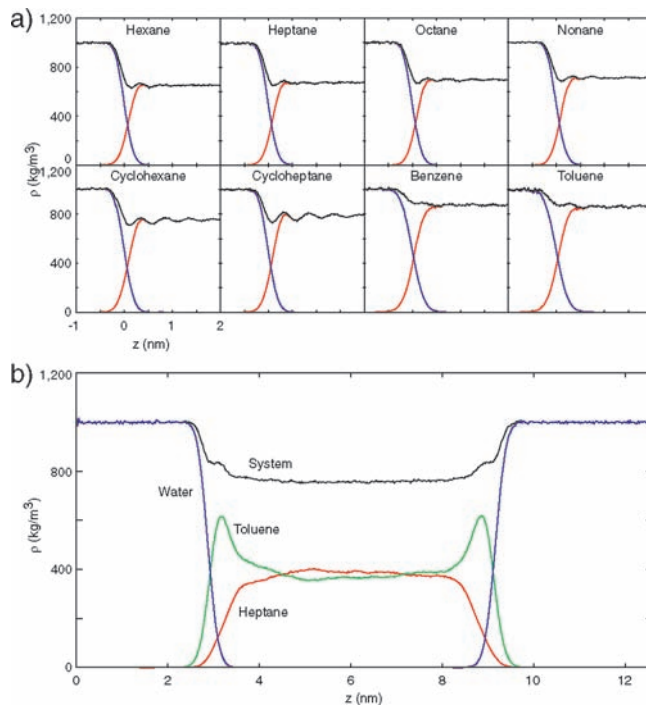 a)
Hexane Heptane Octane Nonane
1,200
800
400
0
ρ (kg/m3)
Cyclohexane Cycloheptane Benzene Toluene
1,200
800
400
0
ρ (kg/m3)
-1 0 1 2
z (nm)
b)
1,200
800
400
0
ρ (kg/m3)
System
Water
Toluene
Heptane
0 2 4 6 8 10 12
z (nm)